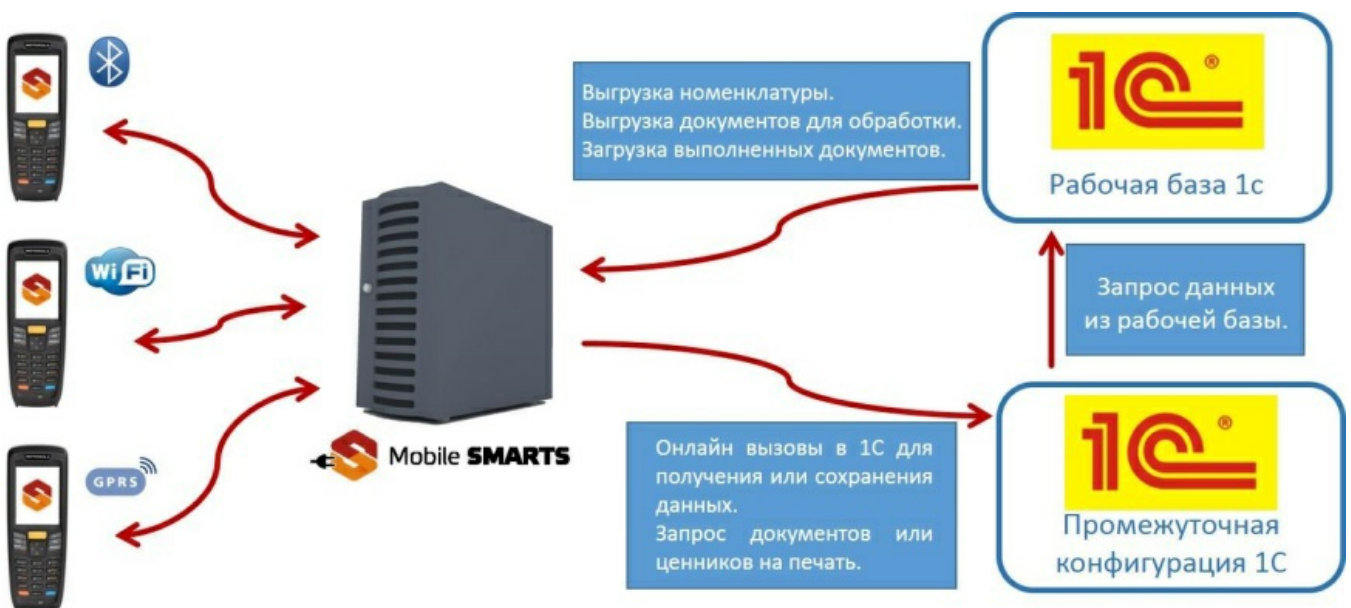 Выгрузка номенклатуры.
Выгрузка документов для обработки.
Загрузка выполненных документов.
1С®
Рабочая база 1с
WiFi
Запрос данных
из рабочей базы.
GPRS
Mobile SMARTS
Онлайн вызовы в 1С для
получения или сохранения
данных.
Запрос документов или
ценников на печать.
1С®
Промежуточная
конфигурация 1С